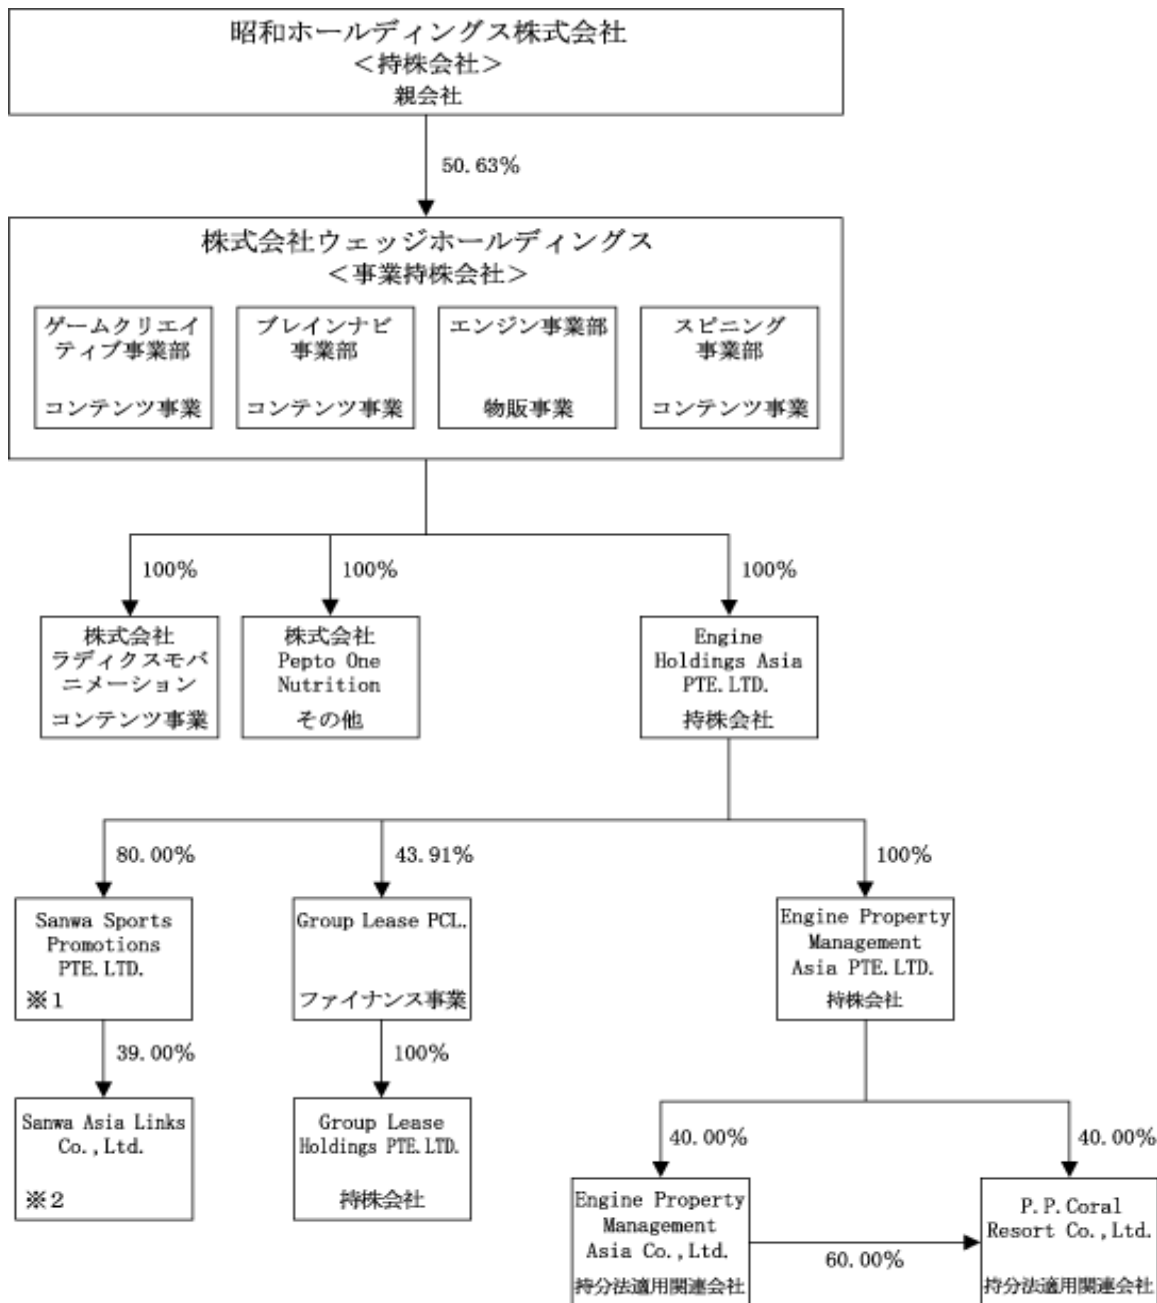 昭和ホールディングス株式会社
＜持株会社＞
親会社
50.63%
株式会社ウェッジホールディングス
＜事業持株会社＞
ゲームクリエイ
ティブ事業部
コンテンツ事業
ブレインナビ
事業部
コンテンツ事業
エンジン事業部
物販事業
スピニング
事業部
コンテンツ事業
100%
100%
100%
株式会社
ラディクスモバ
ニメーション
コンテンツ事業
株式会社
Pepto One
Nutrition
その他
Engine
Holdings Asia
PTE.LTD.
持株会社
80.00%
43.91%
100%
Sanwa Sports
Promotions
PTE.LTD.
※1
Group Lease PCL.
ファイナンス事業
Engine Property
Management
Asia PTE.LTD.
持株会社
39.00%
100%
Sanwa Asia Links
Co.,Ltd.
※2
Group Lease
Holdings PTE.LTD.
持株会社
40.00%
40.00%
Engine Property
Management
Asia Co.,Ltd.
持分法適用関連会社
60.00%
P.P.Coral
Resort Co.,Ltd.
持分法適用関連会社